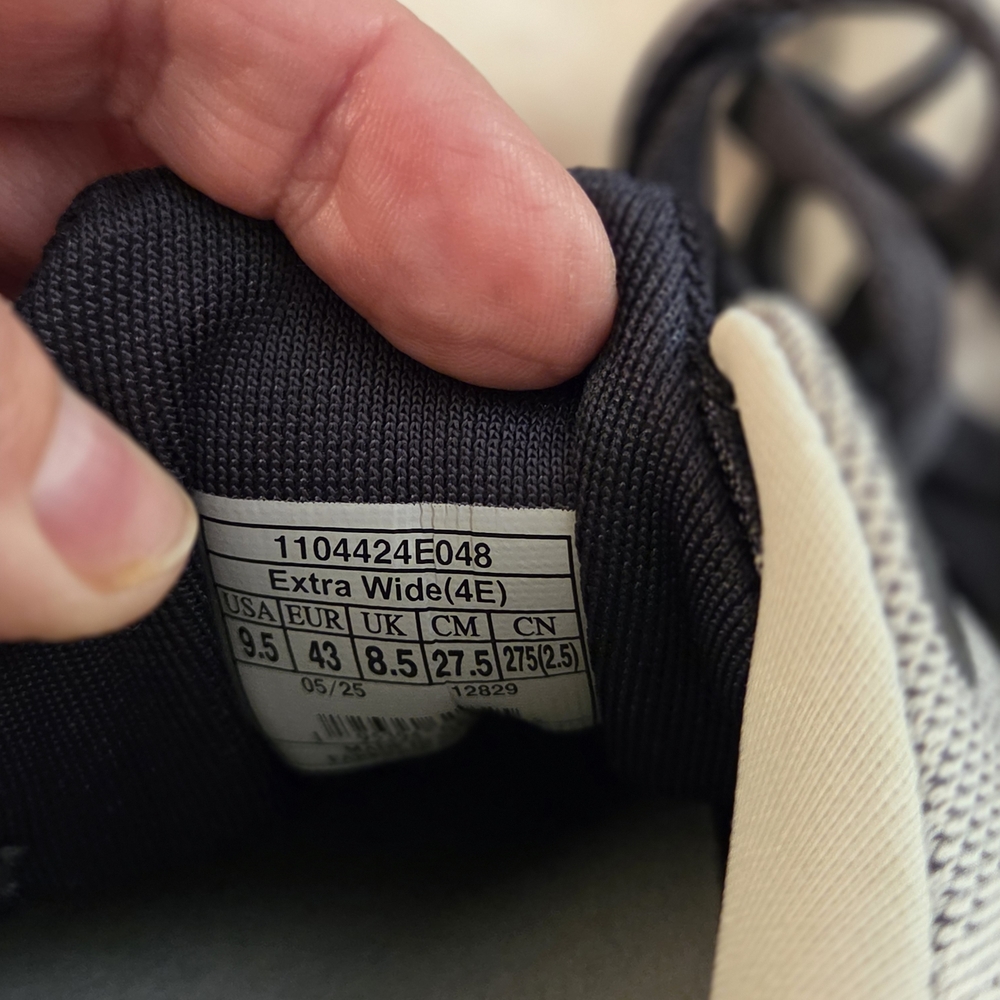 1104424E048
Extra Wide(4E)
USA EUR UK CM CN
9.5 43 8.5 27.5 275(2.5)
05/25 12829